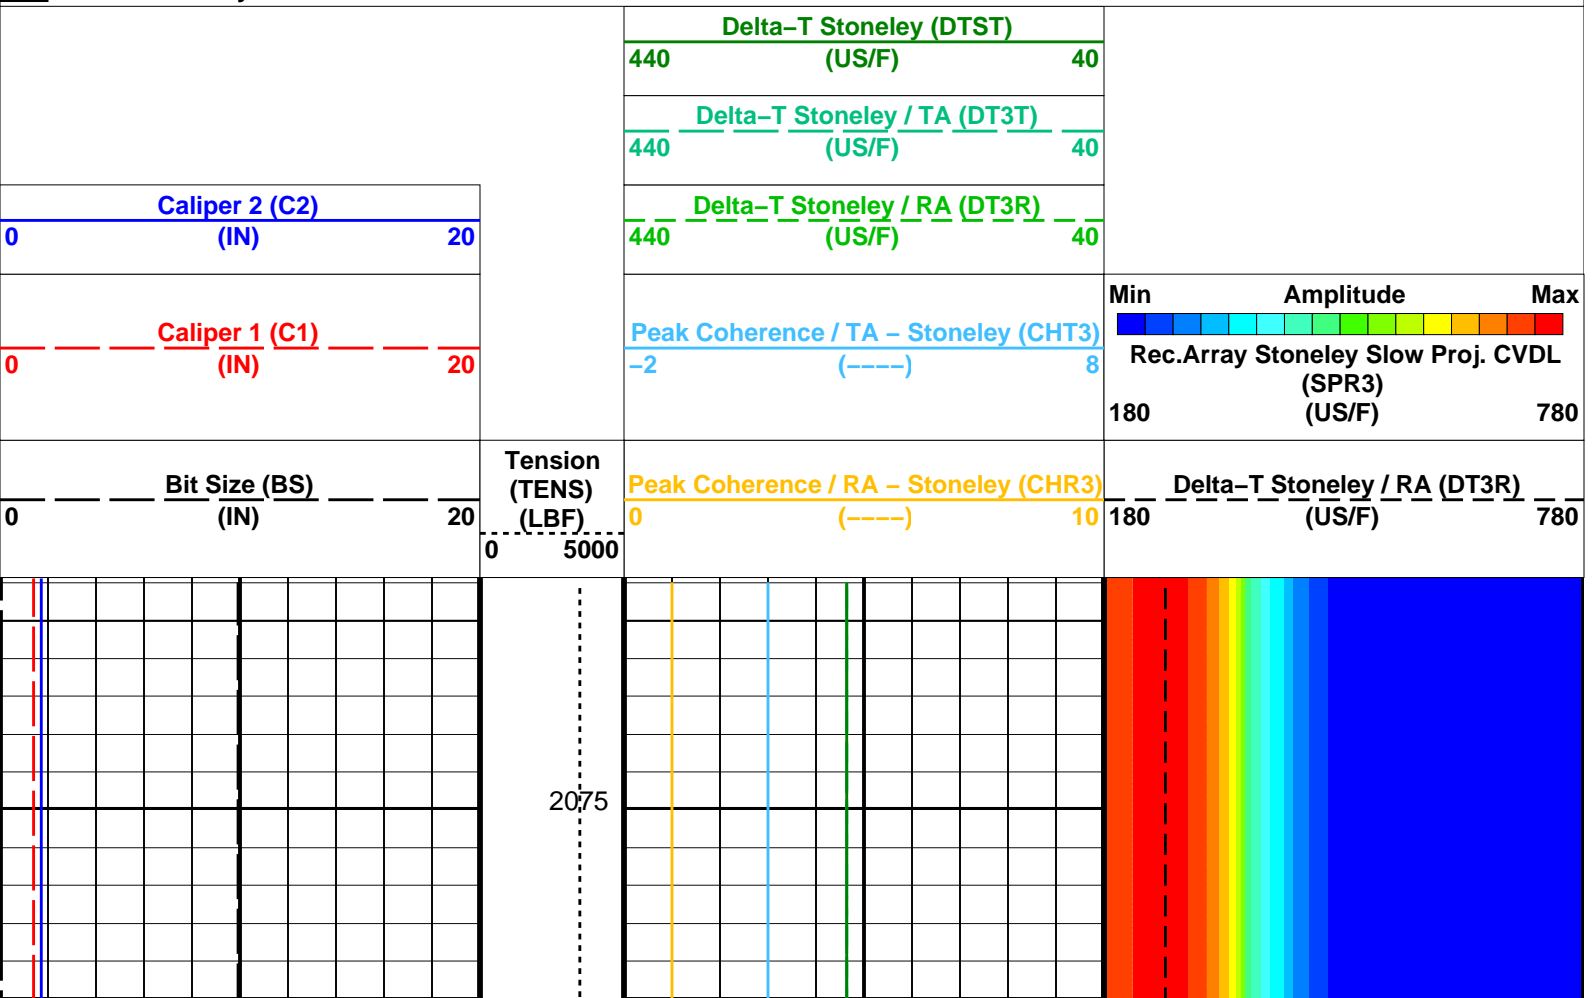 Delta–T Stoneley (DTST)
440 (US/F) 40
Delta–T Stoneley / TA (DT3T)
440 (US/F) 40
Caliper 2 (C2)
0 (IN) 20
Delta–T Stoneley / RA (DT3R)
440 (US/F) 40
Caliper 1 (C1)
0 (IN) 20
Peak Coherence / TA – Stoneley (CHT3)
–2 (––––) 8
Min Amplitude Max
Rec.Array Stoneley Slow Proj. CVDL
(SPR3)
180 (US/F) 780
Bit Size (BS)
0 (IN) 20
Tension
(TENS)
(LBF)
0 5000
Peak Coherence / RA – Stoneley (CHR3)
0 (––––) 10
Delta–T Stoneley / RA (DT3R)
180 (US/F) 780
2075